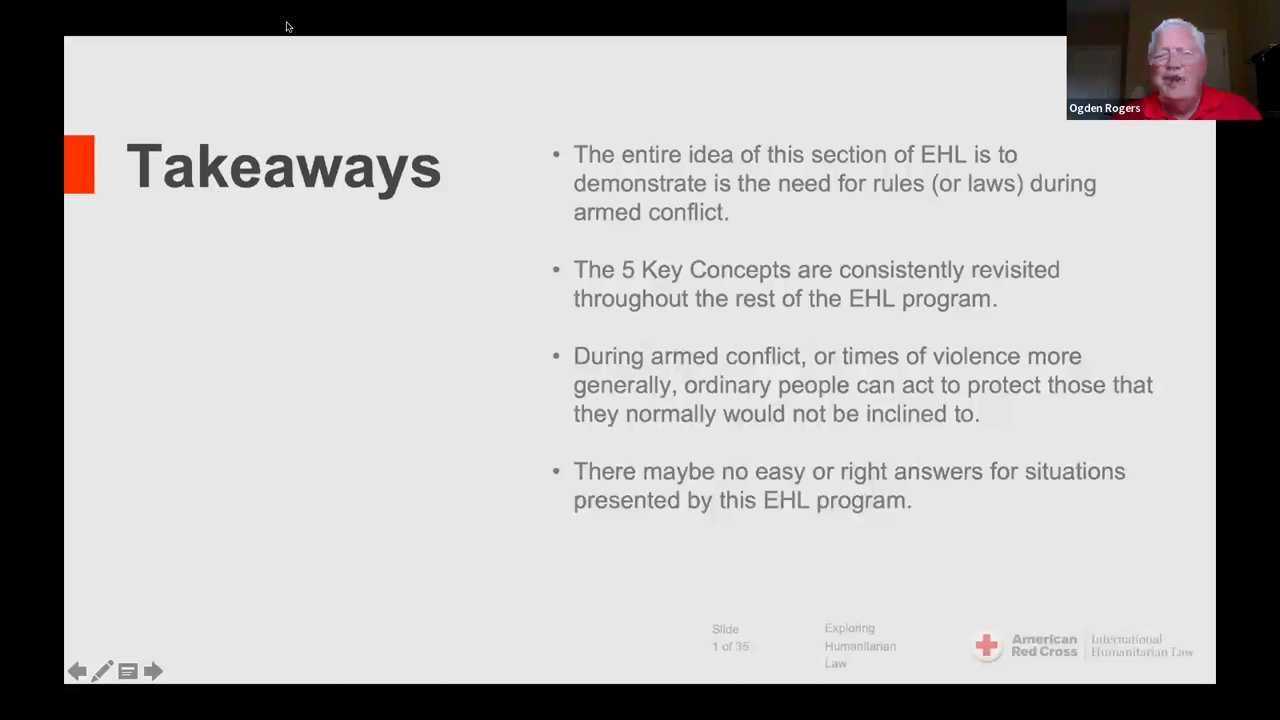 Ogden Rogers
Takeaways
• The entire idea of this section of EHL is to
demonstrate is the need for rules (or laws) during
armed conflict.
• The 5 Key Concepts are consistently revisited
throughout the rest of the EHL program.
• During armed conflict, or times of violence more
generally, ordinary people can act to protect those that
they normally would not be inclined to.
• There maybe no easy or right answers for situations
presented by this EHL program.
Slide
1 of 35
Exploring
Humanitarian
Law
American
Red Cross
International
Humanitarian Law